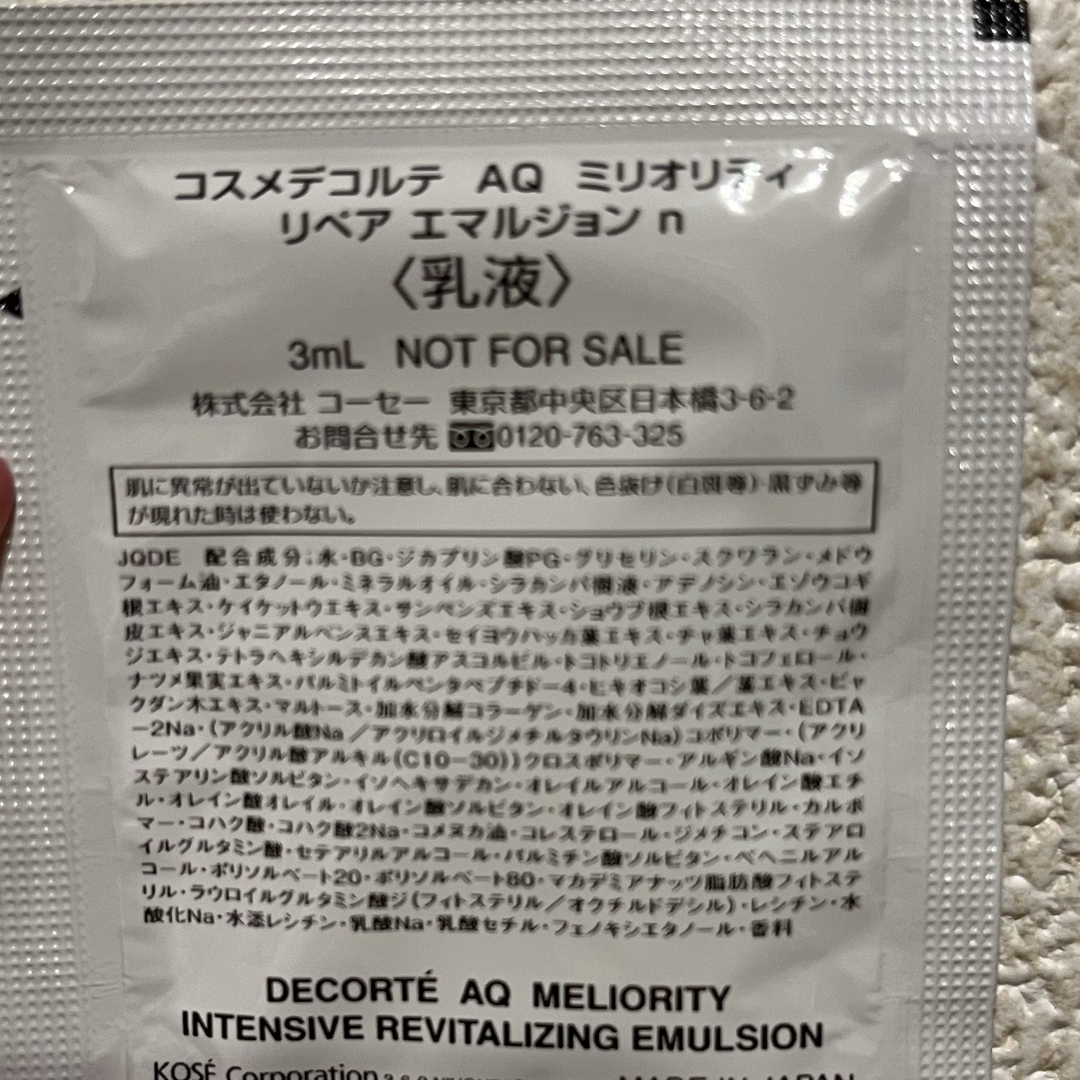 コスメデコルテ AQ ミリオリティ
リペア エマルジョン n
〈乳液〉
3mL NOT FOR SALE
株式会社 コーセー 東京都中央区日本橋3-6-2
お問合せ先 0120-763-325
肌に異常が出ていないか注意し、肌に合わない、色抜け(白斑等)・黒ずみ等
が現れた時は使わない。
JQDE 配合成分:水・BG・ジカプリン酸PG・グリセリン・スクワラン・メドウ
フォーム油・エタノール・ミネラルオイル・シラカンバ樹液・アデノシン・エゾウコギ
根エキス・ケイケットウエキス・サンペンズエキス・ショウブ根エキス・シラカンバ樹
皮エキス・ジャニアルベンスエキス・セイヨウハッカ葉エキス・チャ葉エキス・チョウ
ジエキス・テトラヘキシルデカン酸アスコルビル・トコトリエノール・トコフェロール・
ナツメ果実エキス・パルミトイルペンタペプチド-4・ヒキオコシ葉/茎エキス・ビャ
クダン木エキス・マルトース・加水分解コラーゲン・加水分解ダイズエキス・EDTA
-2Na・(アクリル酸Na/アクリロイルジメチルタウリンNa)コポリマー・(アクリ
レーツ/アクリル酸アルキル(C10-30))クロスポリマー・アルギン酸Na・イソ
ステアリン酸ソルビタン・イソヘキサデカン・オレイルアルコール・オレイン酸エチ
ル・オレイン酸オレイル・オレイン酸ソルビタン・オレイン酸フィトステリル・カルボ
マー・コハク酸・コハク酸2Na・コメヌカ油・コレステロール・ジメチコン・ステアロ
イルグルタミン酸・セテアリルアルコール・パルミチン酸ソルビタン・ベヘニルアル
コール・ポリソルベート20・ポリソルベート80・マカデミアナッツ脂肪酸フィトステ
リル・ラウロイルグルタミン酸ジ(フィトステリル/オクチルドデシル)・レシチン・水
酸化Na・水添レシチン・乳酸Na・乳酸セチル・フェノキシエタノール・香料
DECORTÉ AQ MELIORITY
INTENSIVE REVITALIZING EMULSION
KOSÉ Corporation MADE IN JAPAN